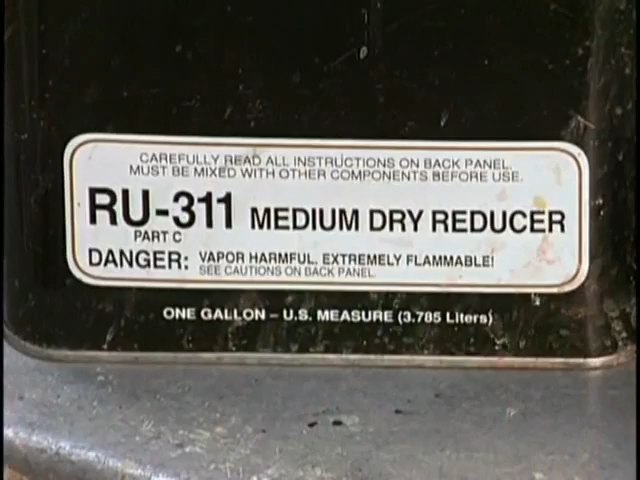 CAREFULLY READ ALL INSTRUCTIONS ON BACK PANEL.
MUST BE MIXED WITH OTHER COMPONENTS BEFORE USE.
RU-311 MEDIUM DRY REDUCER
PART C
DANGER: VAPOR HARMFUL. EXTREMELY FLAMMABLE!
SEE CAUTIONS ON BACK PANEL.
ONE GALLON – U.S. MEASURE (3.785 Liters)